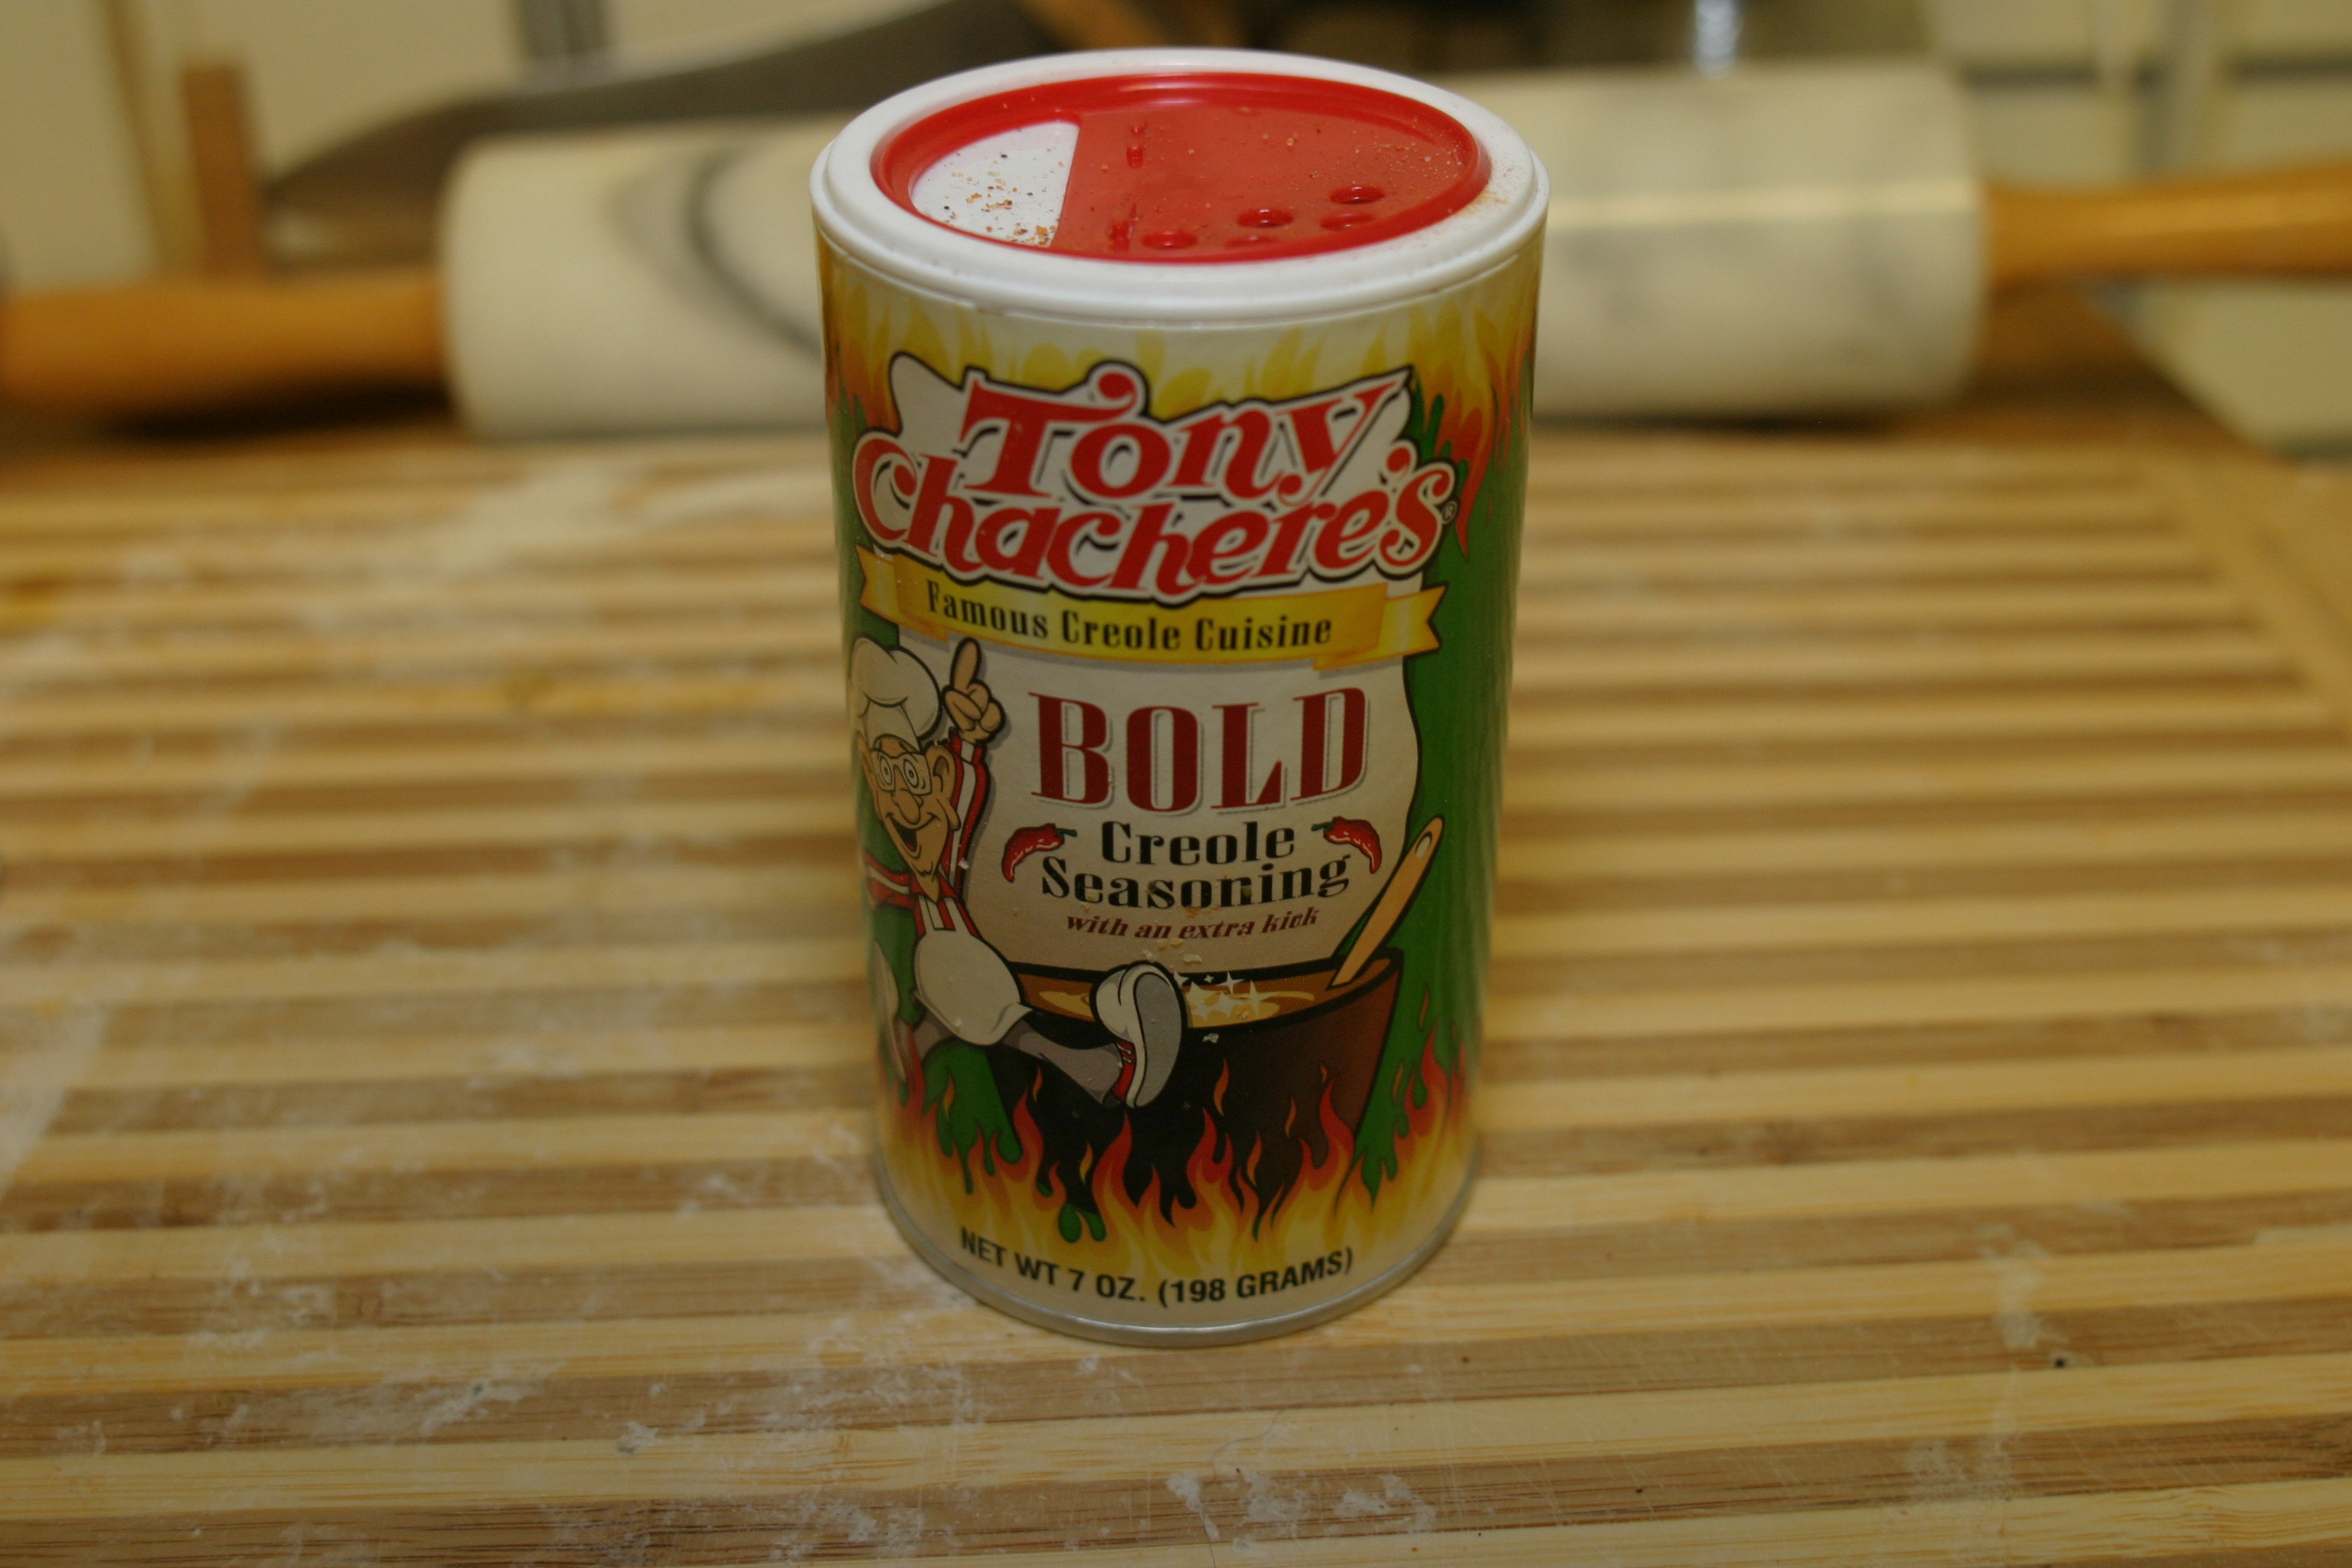 Tony
Chachere's®
Famous Creole Cuisine
BOLD
Creole
Seasoning
with an extra kick
NET WT 7 OZ. (198 GRAMS)